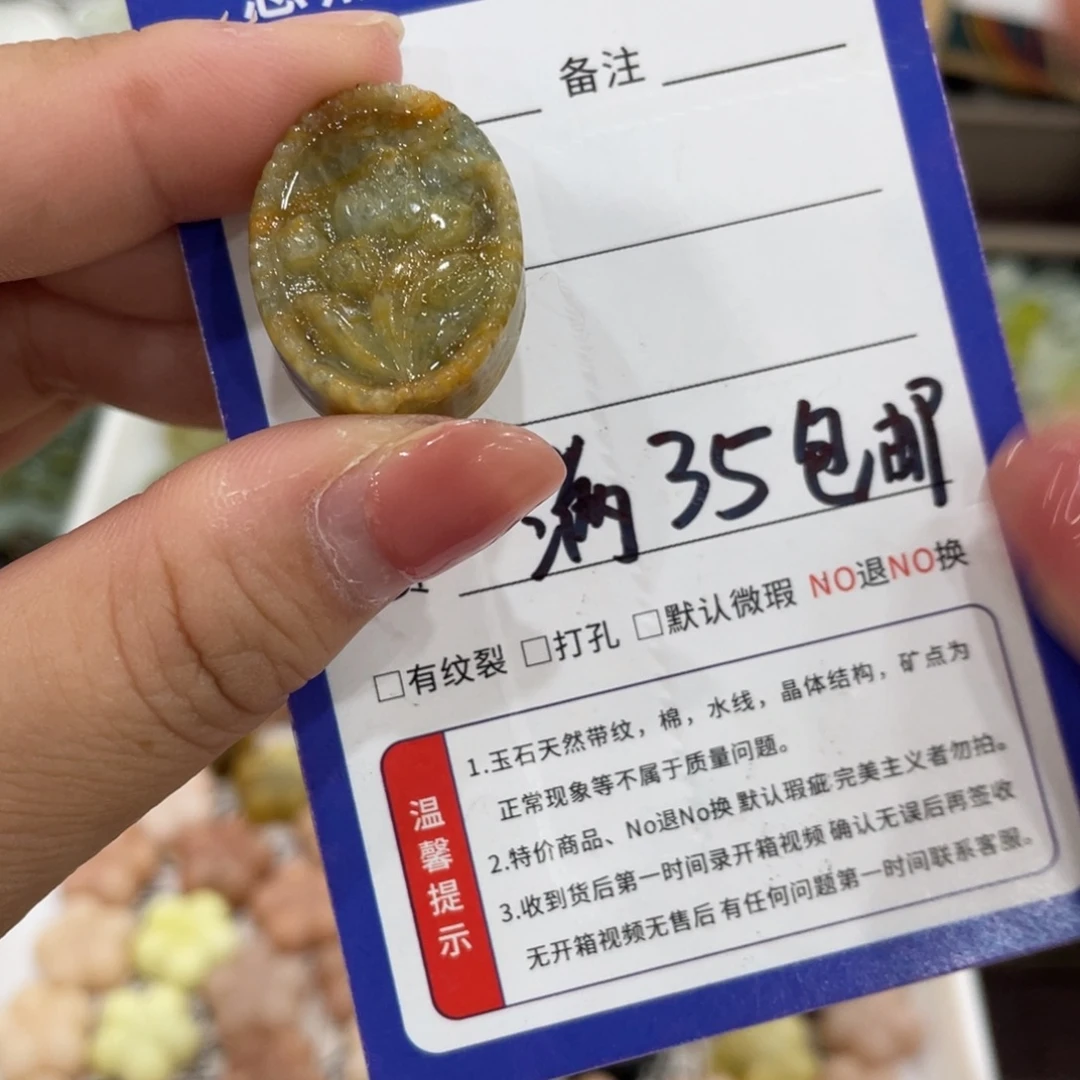 备注
满35包邮
□有纹裂 □打孔 □默认微瑕 NO退NO换
温馨提示
1.玉石天然带纹，棉，水线，晶体结构，矿点为
正常现象等不属于质量问题。
2.特价商品、No退No换 默认瑕疵 完美主义者勿拍。
3.收到货后第一时间录开箱视频 确认无误后再签收
无开箱视频无售后 有任何问题第一时间联系客服。